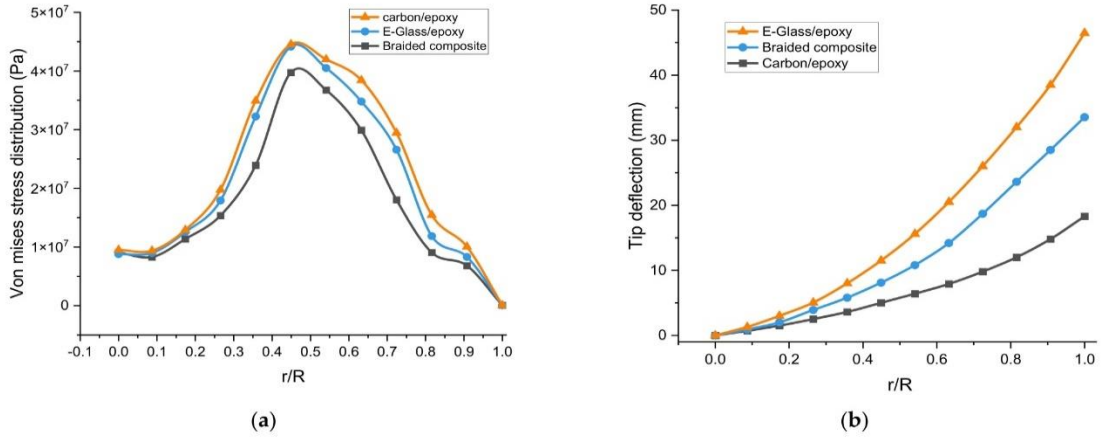 carbon/epoxy
E-Glass/epoxy
Braided composite
Von mises stress distribution (Pa)
5×10⁷
4×10⁷
3×10⁷
2×10⁷
1×10⁷
0
-0.1 0.0 0.1 0.2 0.3 0.4 0.5 0.6 0.7 0.8 0.9 1.0
r/R
(a)
E-Glass/epoxy
Braided composite
Carbon/epoxy
Tip deflection (mm)
50
40
30
20
10
0
0.0 0.2 0.4 0.6 0.8 1.0
r/R
(b)